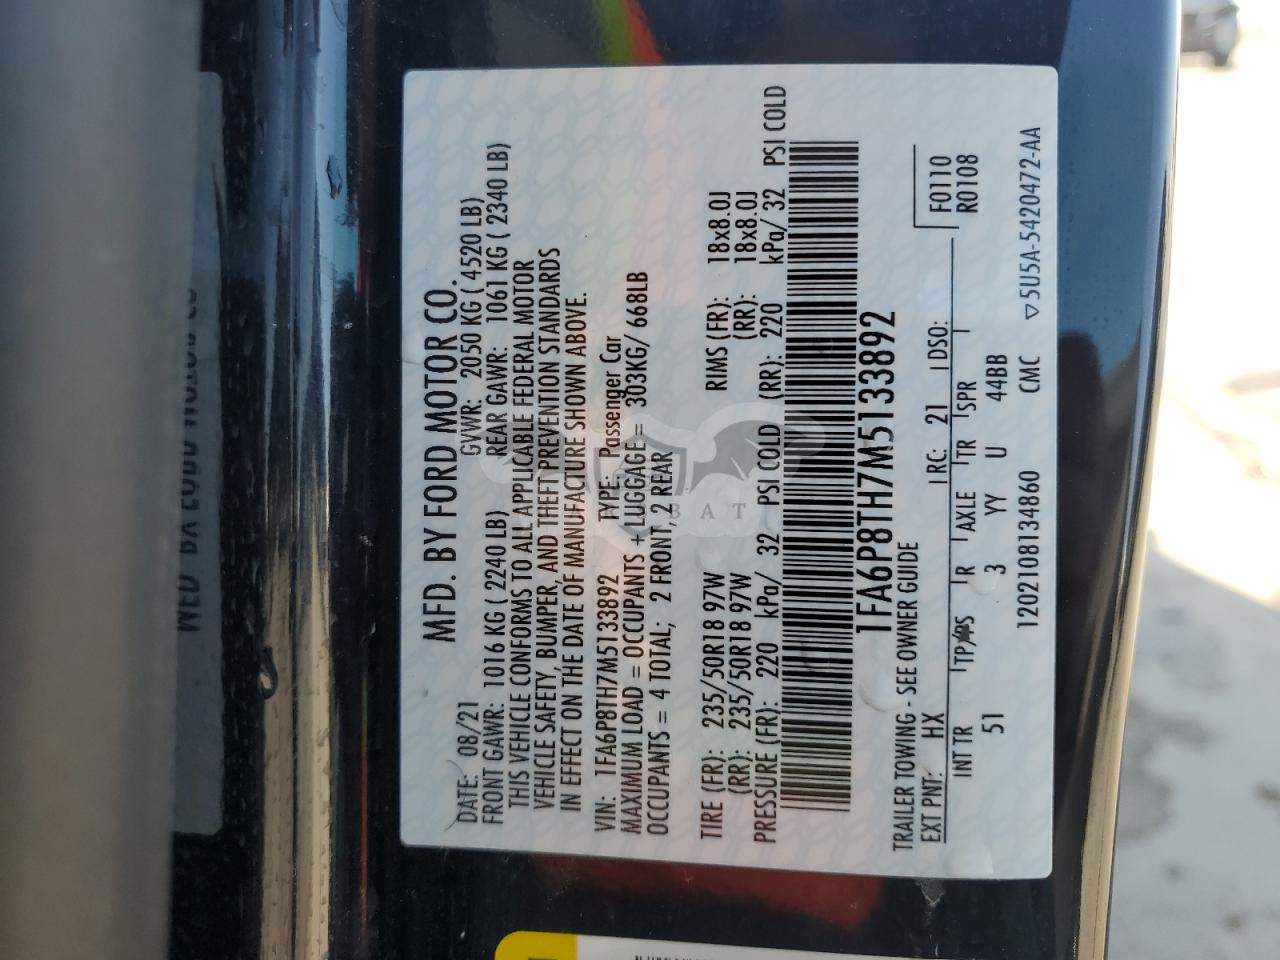 MFD. BY FORD MOTOR CO.
DATE: 08/21 GVWR: 2050 KG ( 4520 LB)
FRONT GAWR: 1016 KG ( 2240 LB) REAR GAWR: 1061 KG ( 2340 LB)
THIS VEHICLE CONFORMS TO ALL APPLICABLE FEDERAL MOTOR
VEHICLE SAFETY, BUMPER, AND THEFT PREVENTION STANDARDS
IN EFFECT ON THE DATE OF MANUFACTURE SHOWN ABOVE.
VIN: 1FA6P8TH7M5133892 TYPE: Passenger Car
MAXIMUM LOAD = OCCUPANTS + LUGGAGE = 303KG/ 668LB
OCCUPANTS = 4 TOTAL; 2 FRONT, 2 REAR
TIRE (FR): 235/50R18 97W RIMS (FR): 18x8.0J
(RR): 235/50R18 97W (RR): 18x8.0J
PRESSURE (FR): 220 kPa/ 32 PSI COLD (RR): 220 kPa/ 32 PSI COLD
1FA6P8TH7M5133892
TRAILER TOWING - SEE OWNER GUIDE
EXT PNT: HX RC: 21 DSO: F0110
INT TR TP/PS R AXLE TR SPR R0108
51 3 YY U 44BB
1202108134860 CMC ▽5U5A-5420472-AA
BAT